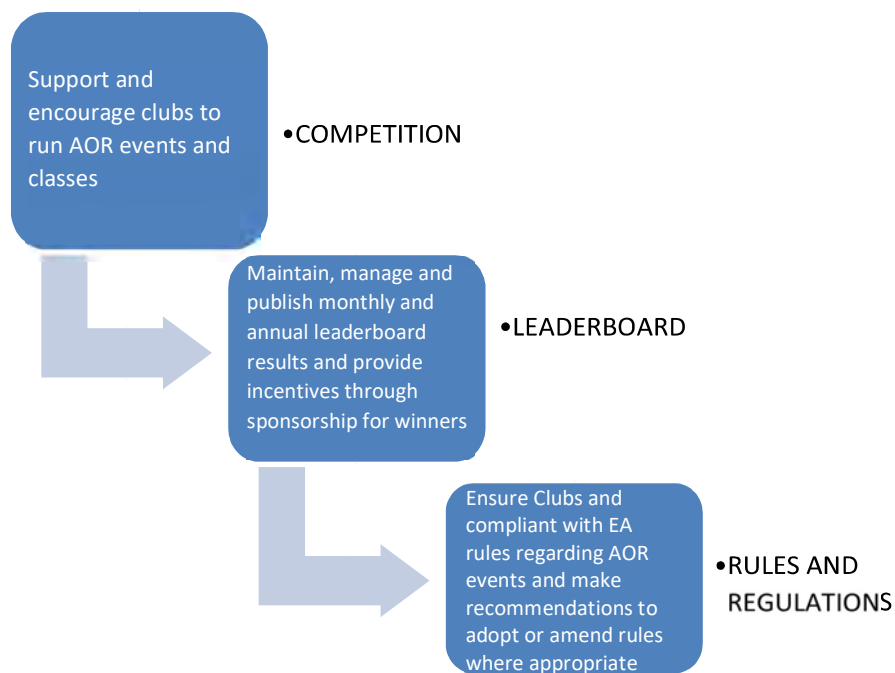 Support and
encourage clubs to
run AOR events and
classes
•COMPETITION
Maintain, manage and
publish monthly and
annual leaderboard
results and provide
incentives through
sponsorship for winners
•LEADERBOARD
Ensure Clubs and
compliant with EA
rules regarding AOR
events and make
recommendations to
adopt or amend rules
where appropriate
•RULES AND
REGULATIONS